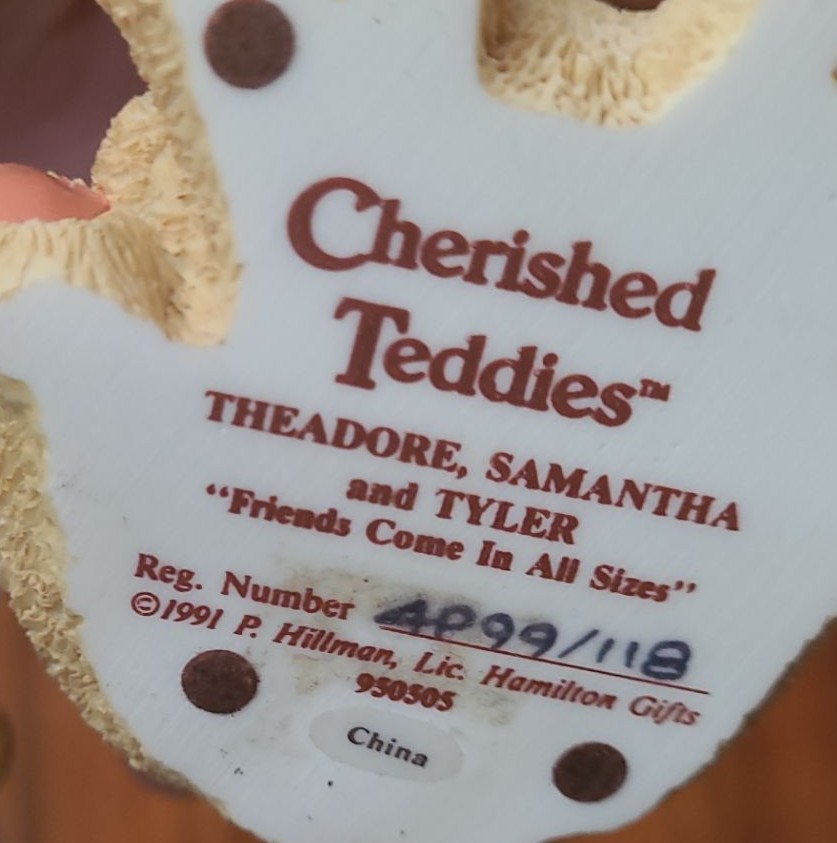 Cherished
Teddies™
THEADORE, SAMANTHA
and TYLER
“Friends Come In All Sizes”
Reg. Number 4P99/118
©1991 P. Hillman, Lic. Hamilton Gifts
950505
China